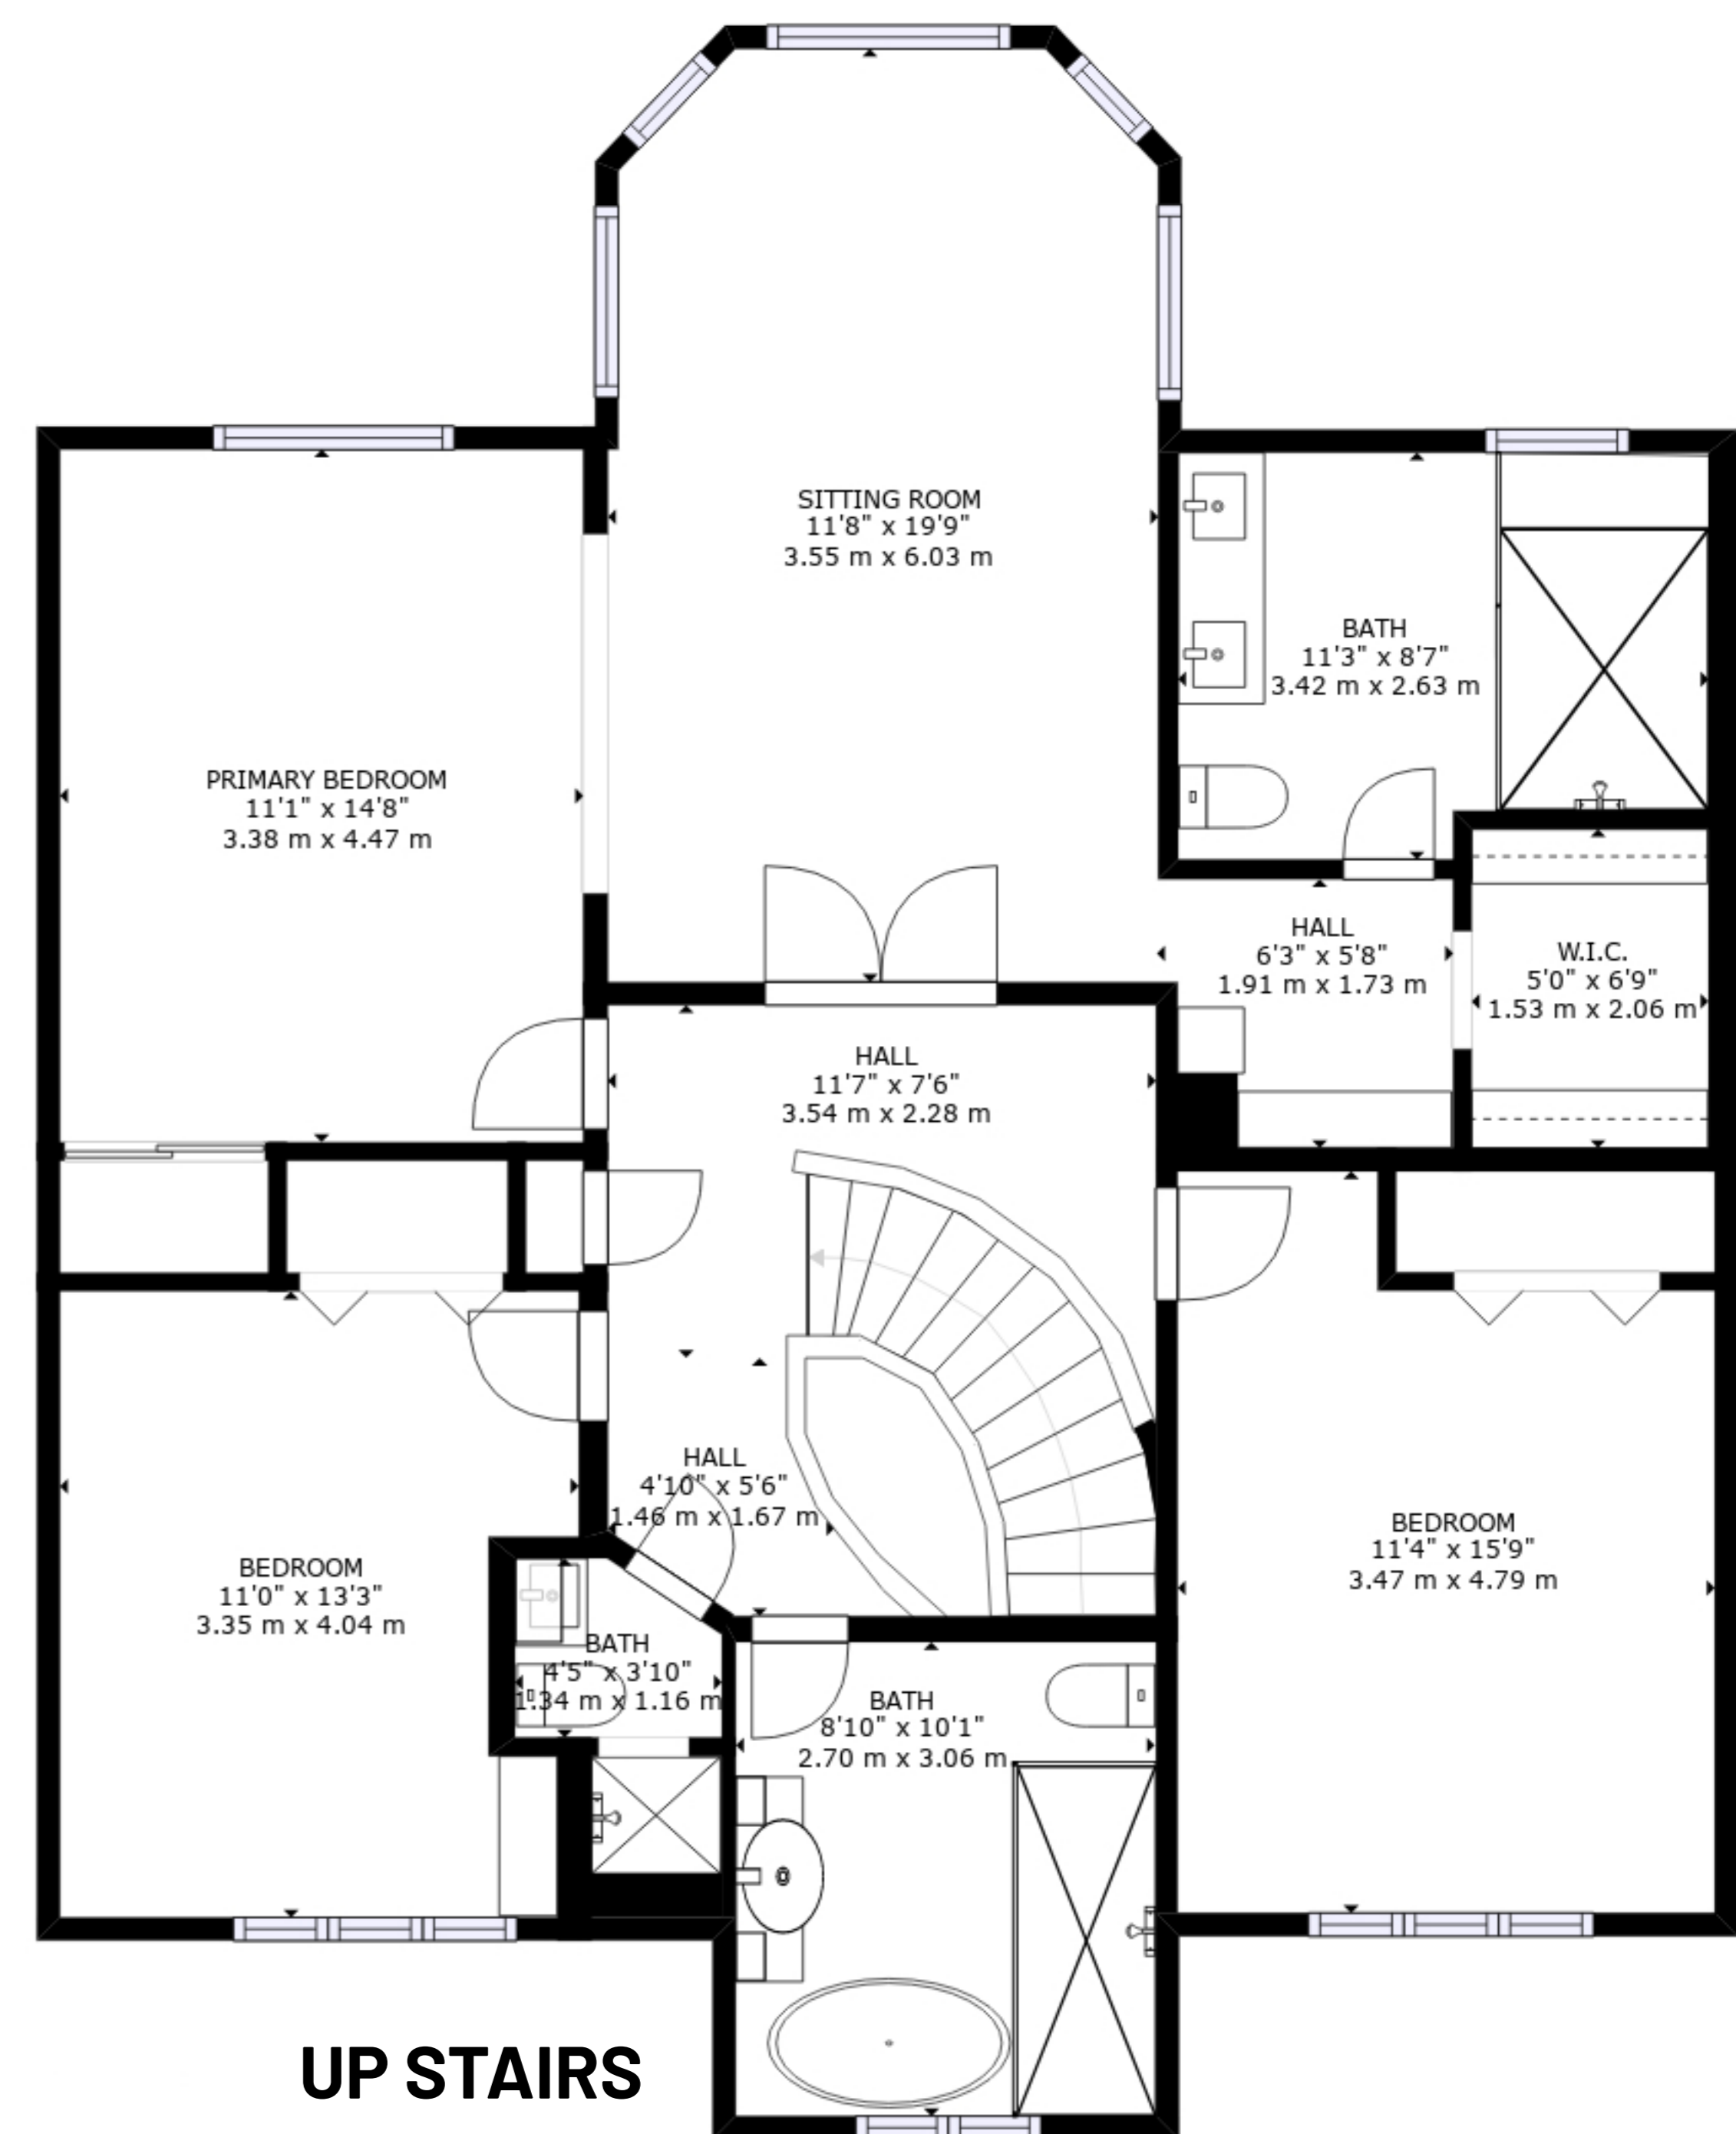 SITTING ROOM
11'8" x 19'9"
3.55 m x 6.03 m
BATH
11'3" x 8'7"
3.42 m x 2.63 m
PRIMARY BEDROOM
11'1" x 14'8"
3.38 m x 4.47 m
HALL
6'3" x 5'8"
1.91 m x 1.73 m
W.I.C.
5'0" x 6'9"
1.53 m x 2.06 m
HALL
11'7" x 7'6"
3.54 m x 2.28 m
HALL
4'10" x 5'6"
1.46 m x 1.67 m
BEDROOM
11'4" x 15'9"
3.47 m x 4.79 m
BEDROOM
11'0" x 13'3"
3.35 m x 4.04 m
BATH
4'5" x 3'10"
1.34 m x 1.16 m
BATH
8'10" x 10'1"
2.70 m x 3.06 m
UP STAIRS